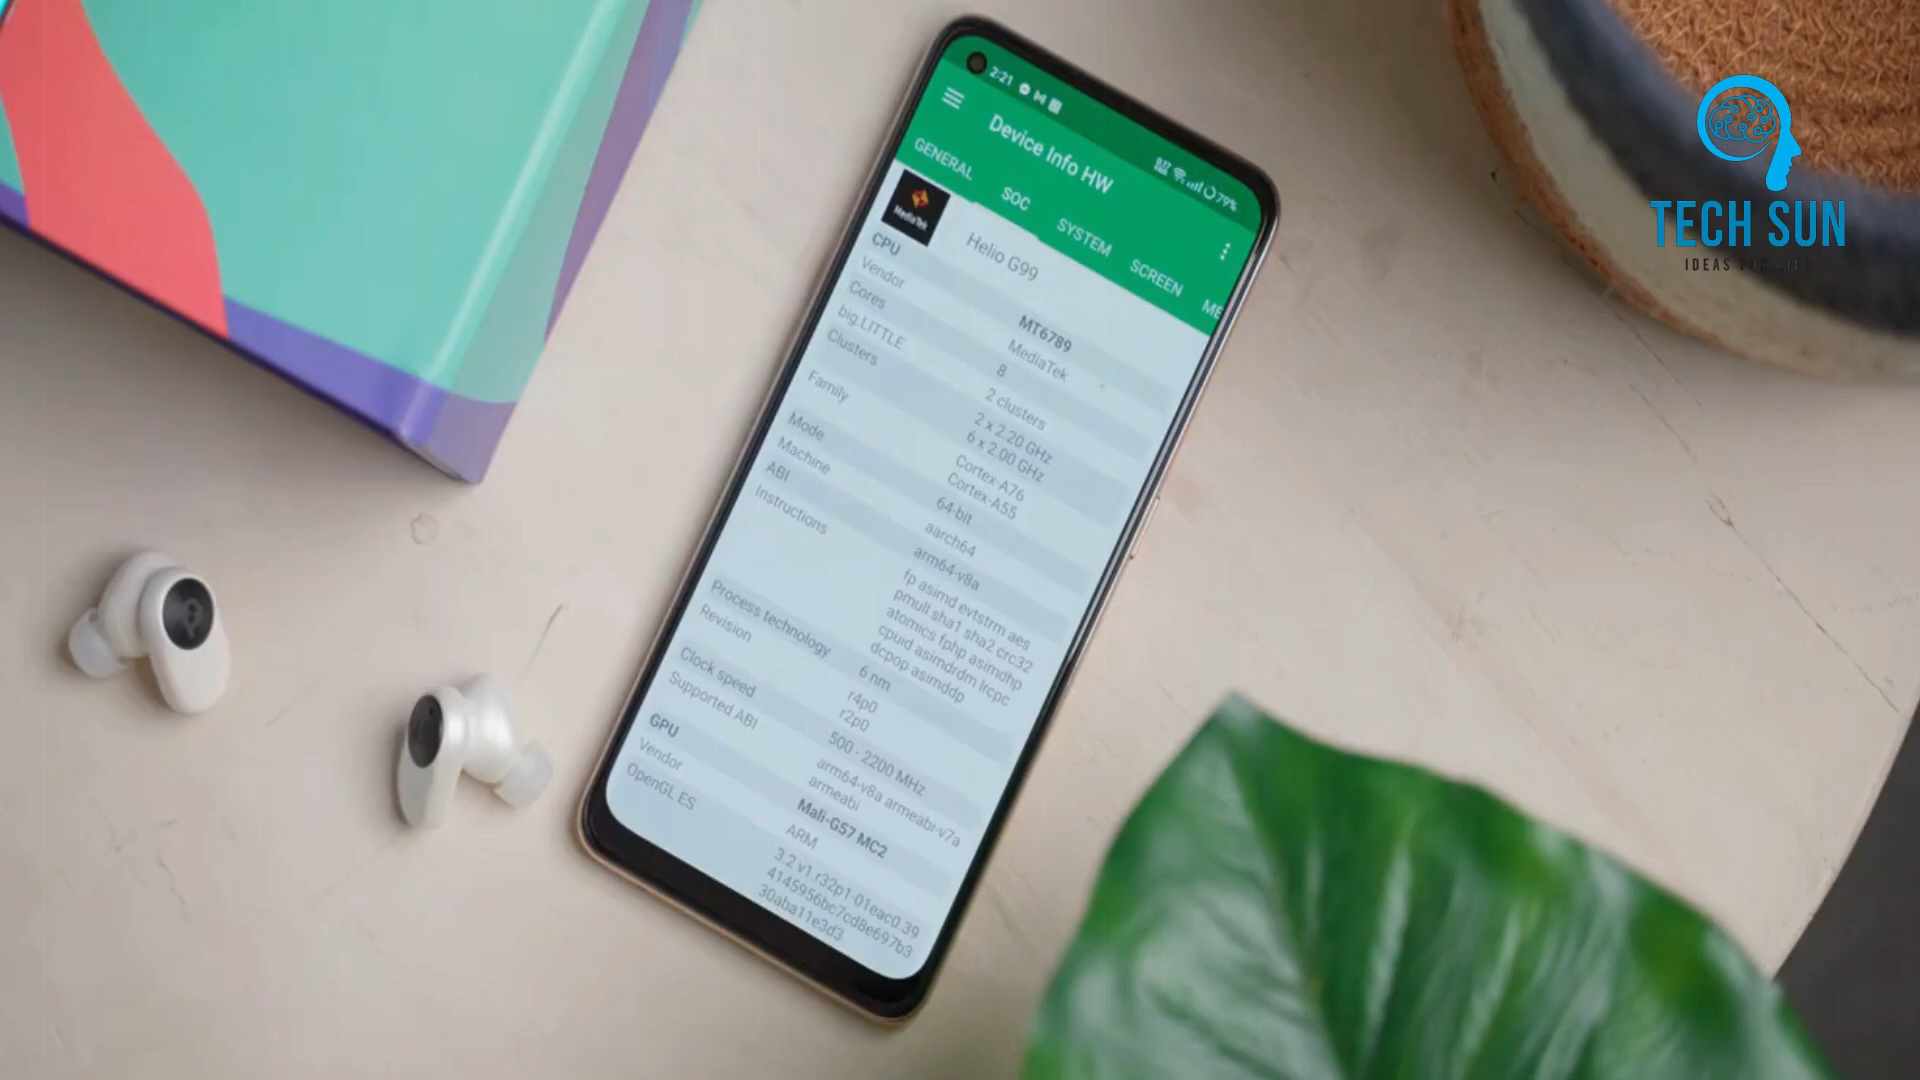 2:21
79%
Device Info HW
GENERAL
SOC
SYSTEM
SCREEN
ME
MediaTek
Helio G99
CPU
MT6789
Vendor
MediaTek
Cores
8
big.LITTLE
2 clusters
Clusters
2 x 2.20 GHz
6 x 2.00 GHz
Family
Cortex-A76
Cortex-A55
Mode
64-bit
Machine
aarch64
ABI
arm64-v8a
Instructions
fp asimd evtstrm aes
pmull sha1 sha2 crc32
atomics fphp asimdhp
cpuid asimdrdm lrcpc
dcpop asimddp
Process technology
6 nm
Revision
r4p0
r2p0
Clock speed
500 - 2200 MHz
Supported ABI
arm64-v8a armeabi-v7a
armeabi
GPU
Mali-G57 MC2
Vendor
ARM
OpenGL ES
3.2 v1.r32p1-01eac0.39
4145956bc7cd8e697b3
30aba11e3d3
TECH SUN
IDEAS FOR LIFE